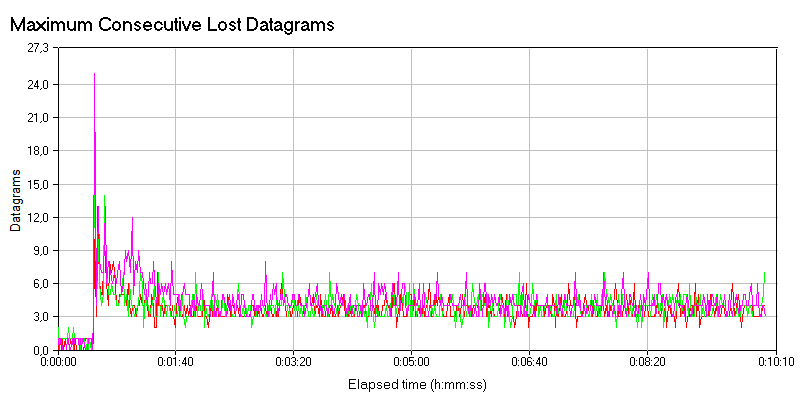 Maximum Consecutive Lost Datagrams
27,3
24,0
21,0
18,0
15,0
12,0
9,0
6,0
3,0
0,0
Datagrams
0:00:00 0:01:40 0:03:20 0:05:00 0:06:40 0:08:20 0:10:10
Elapsed time (h:mm:ss)